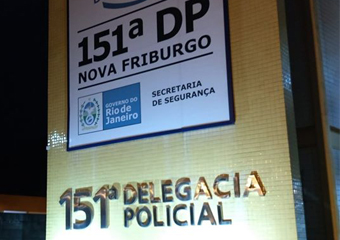 151ª DP
NOVA FRIBURGO
GOVERNO DO
Rio de
Janeiro
SECRETARIA
DE SEGURANÇA
151ª DELEGACIA
POLICIAL